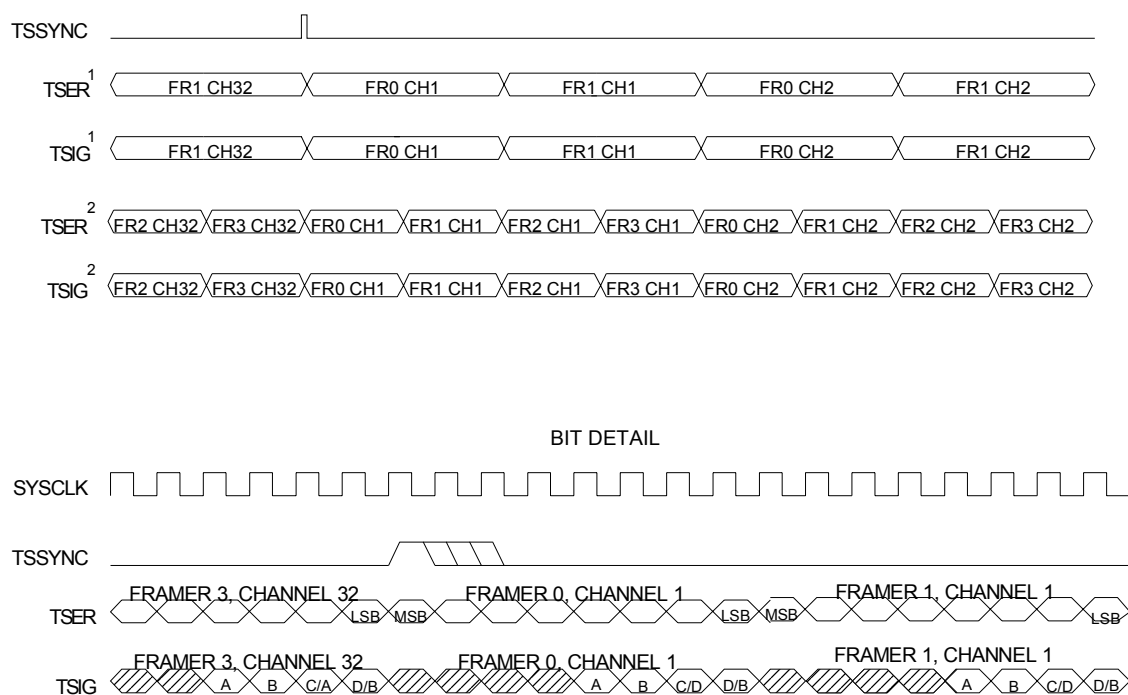 TSSYNC
TSER1 FR1 CH32 FR0 CH1 FR1 CH1 FR0 CH2 FR1 CH2
TSIG1 FR1 CH32 FR0 CH1 FR1 CH1 FR0 CH2 FR1 CH2
TSER2 FR2 CH32 FR3 CH32 FR0 CH1 FR1 CH1 FR2 CH1 FR3 CH1 FR0 CH2 FR1 CH2 FR2 CH2 FR3 CH2
TSIG2 FR2 CH32 FR3 CH32 FR0 CH1 FR1 CH1 FR2 CH1 FR3 CH1 FR0 CH2 FR1 CH2 FR2 CH2 FR3 CH2
BIT DETAIL
SYSCLK
TSSYNC
FRAMER 3, CHANNEL 32 FRAMER 0, CHANNEL 1 FRAMER 1, CHANNEL 1
TSER LSB MSB LSB MSB LSB
FRAMER 3, CHANNEL 32 FRAMER 0, CHANNEL 1 FRAMER 1, CHANNEL 1
TSIG A B C/A D/B A B C/D D/B A B C/D D/B